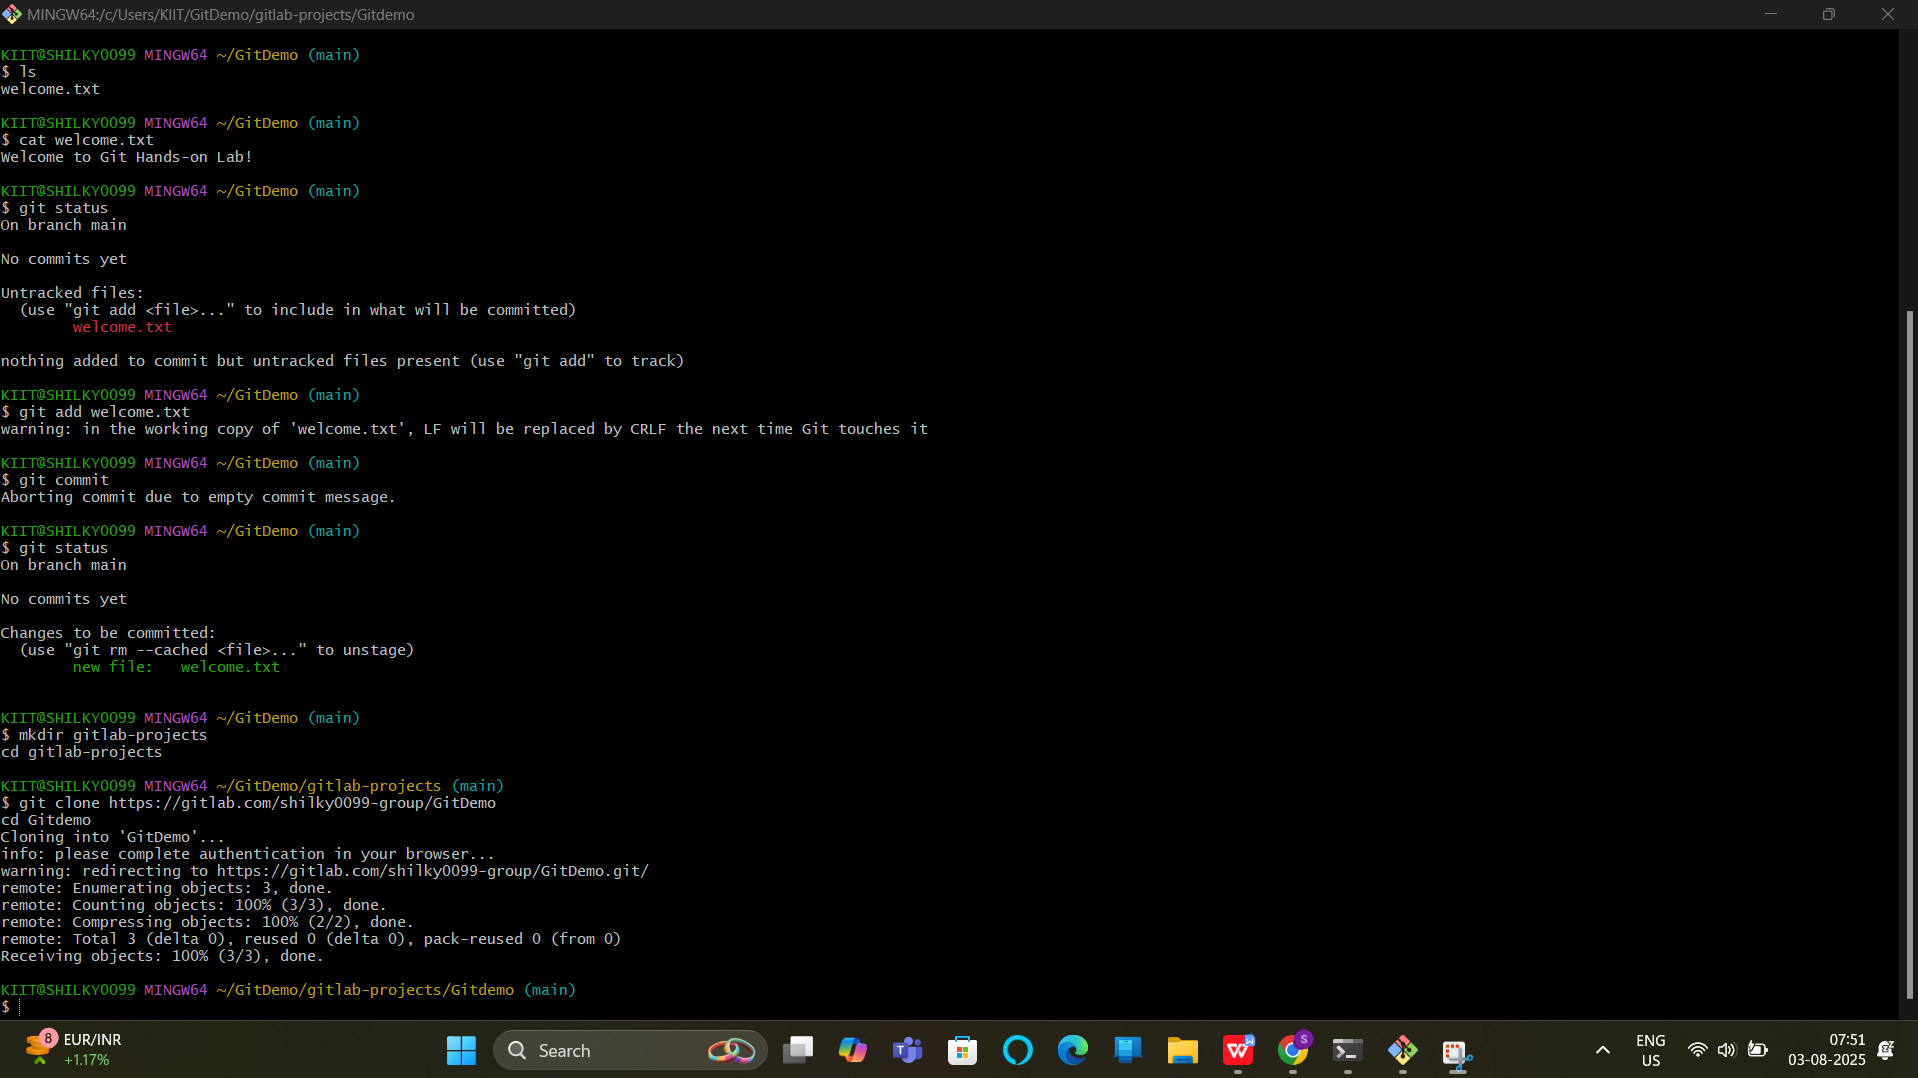 MINGW64:/c/Users/KIIT/GitDemo/gitlab-projects/Gitdemo
KIIT@SHILKY0099 MINGW64 ~/GitDemo (main)
$ ls
welcome.txt
KIIT@SHILKY0099 MINGW64 ~/GitDemo (main)
$ cat welcome.txt
Welcome to Git Hands-on Lab!
KIIT@SHILKY0099 MINGW64 ~/GitDemo (main)
$ git status
On branch main
No commits yet
Untracked files:
  (use "git add <file>..." to include in what will be committed)
        welcome.txt
nothing added to commit but untracked files present (use "git add" to track)
KIIT@SHILKY0099 MINGW64 ~/GitDemo (main)
$ git add welcome.txt
warning: in the working copy of 'welcome.txt', LF will be replaced by CRLF the next time Git touches it
KIIT@SHILKY0099 MINGW64 ~/GitDemo (main)
$ git commit
Aborting commit due to empty commit message.
KIIT@SHILKY0099 MINGW64 ~/GitDemo (main)
$ git status
On branch main
No commits yet
Changes to be committed:
  (use "git rm --cached <file>..." to unstage)
        new file:   welcome.txt
KIIT@SHILKY0099 MINGW64 ~/GitDemo (main)
$ mkdir gitlab-projects
cd gitlab-projects
KIIT@SHILKY0099 MINGW64 ~/GitDemo/gitlab-projects (main)
$ git clone https://gitlab.com/shilky0099-group/GitDemo
cd Gitdemo
Cloning into 'GitDemo'...
info: please complete authentication in your browser...
warning: redirecting to https://gitlab.com/shilky0099-group/GitDemo.git/
remote: Enumerating objects: 3, done.
remote: Counting objects: 100% (3/3), done.
remote: Compressing objects: 100% (2/2), done.
remote: Total 3 (delta 0), reused 0 (delta 0), pack-reused 0 (from 0)
Receiving objects: 100% (3/3), done.
KIIT@SHILKY0099 MINGW64 ~/GitDemo/gitlab-projects/Gitdemo (main)
$
8
EUR/INR
+1.17%
Search
S
ENG
US
07:51
03-08-2025